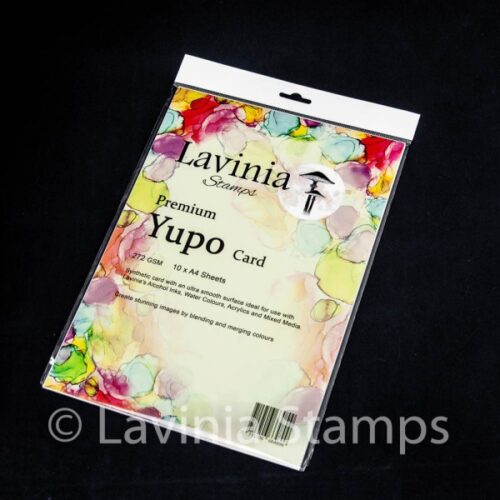 Lavinia
Stamps
Premium
Yupo Card
272 GSM 10 x A4 Sheets
Synthetic card with an ultra smooth surface ideal for use with
Lavinia's Alcohol Inks, Water Colours, Acrylics and Mixed Media.
Create stunning images by blending and merging colours
© Lavinia Stamps